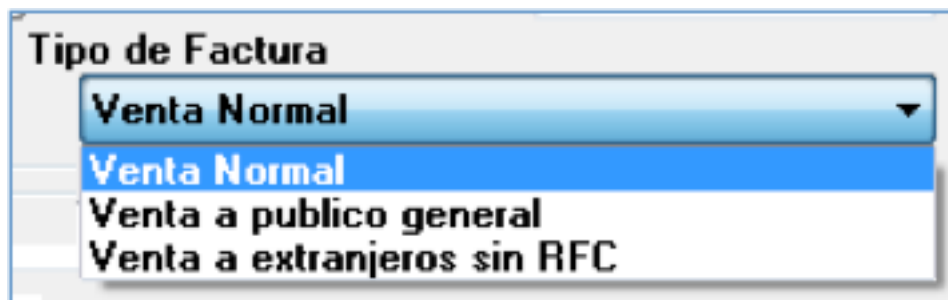 Tipo de Factura
Venta Normal
Venta Normal
Venta a publico general
Venta a extranjeros sin RFC